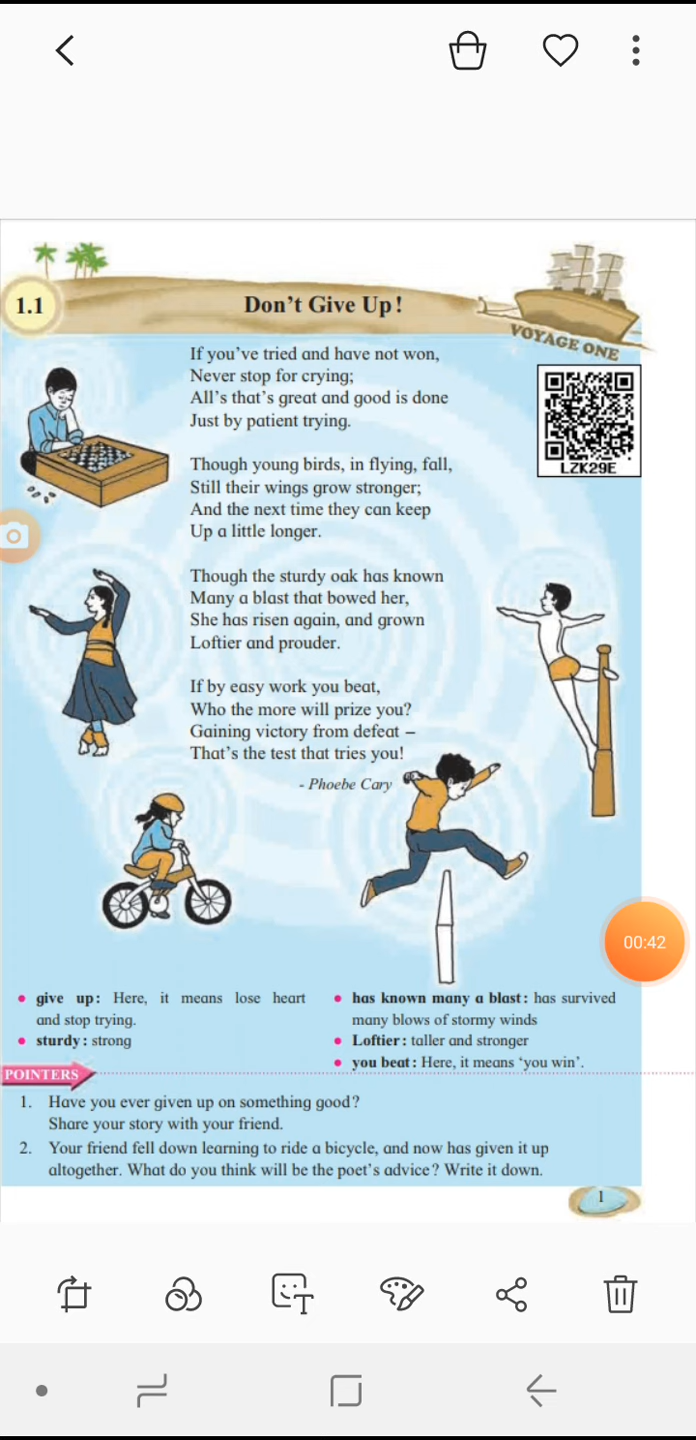 1.1
Don't Give Up!
VOYAGE ONE
If you've tried and have not won,
Never stop for crying;
All's that's great and good is done
Just by patient trying.
LZK29E
Though young birds, in flying, fall,
Still their wings grow stronger;
And the next time they can keep
Up a little longer.
Though the sturdy oak has known
Many a blast that bowed her,
She has risen again, and grown
Loftier and prouder.
If by easy work you beat,
Who the more will prize you?
Gaining victory from defeat –
That's the test that tries you!
- Phoebe Cary
00:42
• give up: Here, it means lose heart
and stop trying.
• sturdy: strong
• has known many a blast: has survived
many blows of stormy winds
• Loftier: taller and stronger
• you beat: Here, it means ‘you win’.
POINTERS
1. Have you ever given up on something good?
Share your story with your friend.
2. Your friend fell down learning to ride a bicycle, and now has given it up
altogether. What do you think will be the poet's advice? Write it down.
1
T